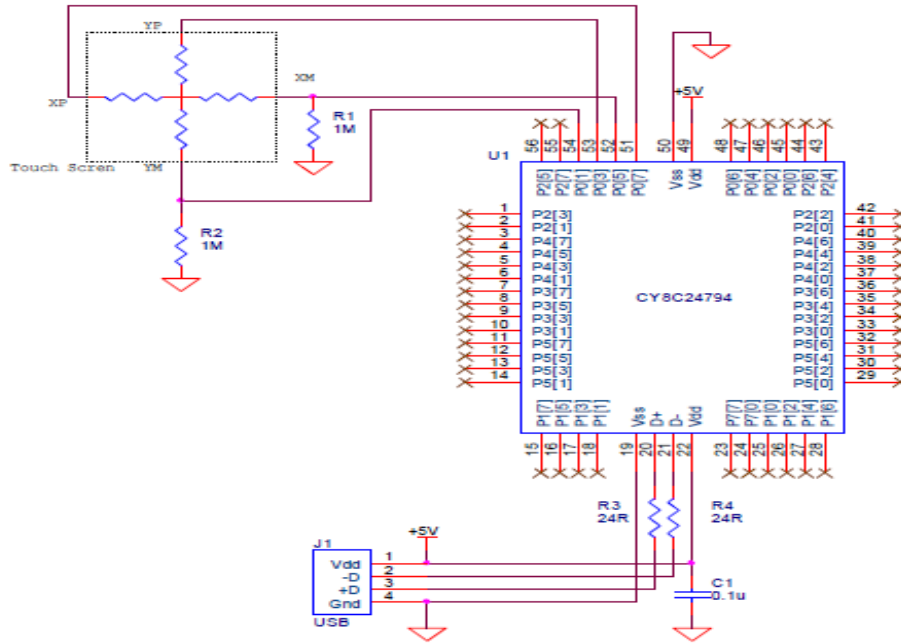 YP
XM
XP
R1
1M
YM
Touch Scren
R2
1M
+5V
U1
56 55 54 53 52 51 50 49 48 47 46 45 44 43
P2[5] P2[7] P0[1] P0[3] P0[5] P0[7] Vss Vdd P0[6] P0[4] P0[2] P0[0] P2[6] P2[4]
1 P2[3] P2[2] 42
2 P2[1] P2[0] 41
3 P4[7] P4[6] 40
4 P4[5] P4[4] 39
5 P4[3] P4[2] 38
6 P4[1] P4[0] 37
7 P3[7] P3[6] 36
8 P3[5] P3[4] 35
9 P3[3] P3[2] 34
10 P3[1] P3[0] 33
11 P5[7] P5[6] 32
12 P5[5] P5[4] 31
13 P5[3] P5[2] 30
14 P5[1] P5[0] 29
CY8C24794
P1[7] P1[5] P1[3] P1[1] Vss D+ D- Vdd P7[7] P7[0] P1[0] P1[2] P1[4] P1[6]
15 16 17 18 19 20 21 22 23 24 25 26 27 28
R3
24R
R4
24R
+5V
J1
Vdd 1
-D 2
+D 3
Gnd 4
USB
C1
0.1u